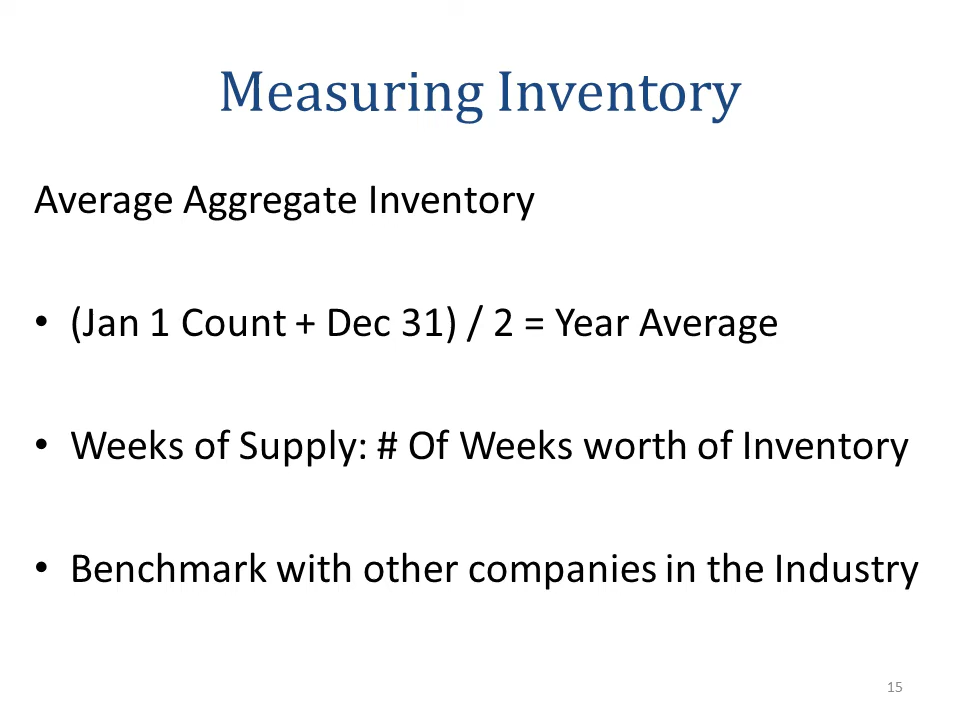 Measuring Inventory
Average Aggregate Inventory
• (Jan 1 Count + Dec 31) / 2 = Year Average
• Weeks of Supply: # Of Weeks worth of Inventory
• Benchmark with other companies in the Industry
15